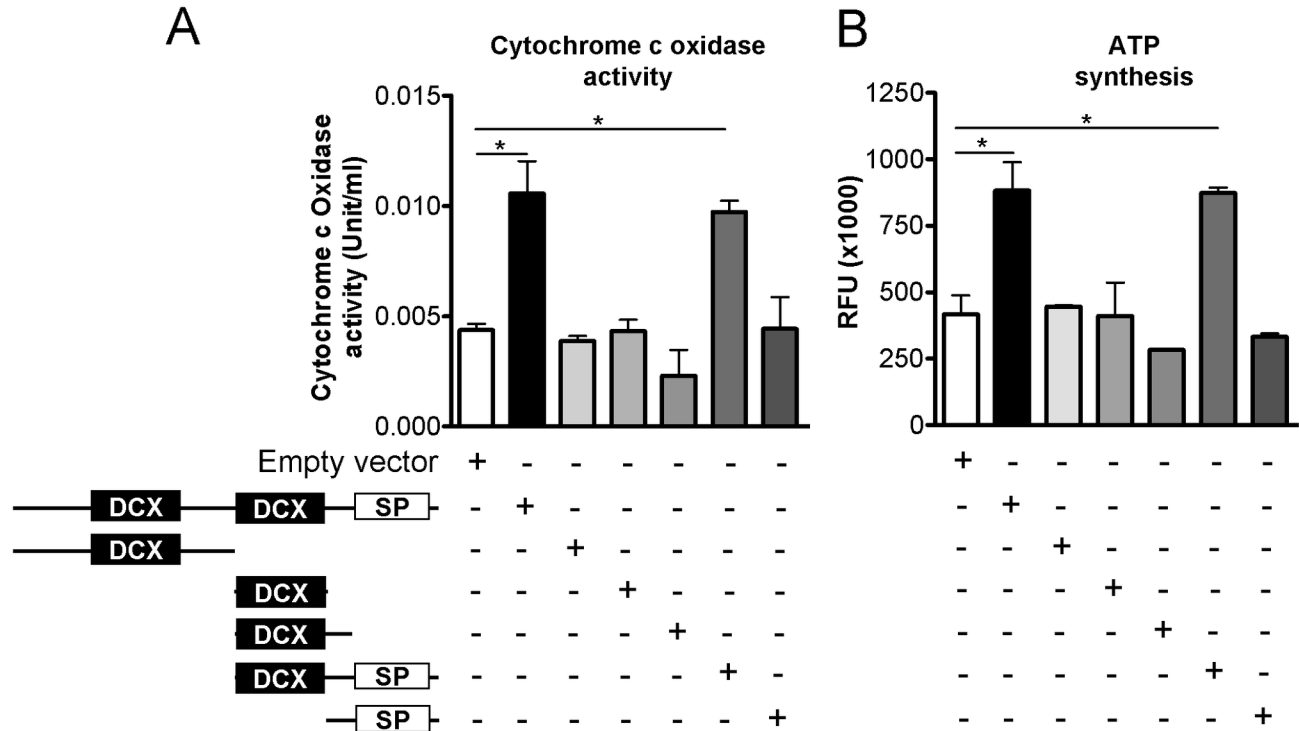 A
Cytochrome c oxidase
activity
Cytochrome c Oxidase
activity (Unit/ml)
0.015
0.010
0.005
0.000
*
*
B
ATP
synthesis
RFU (x1000)
1250
1000
750
500
250
0
*
*
Empty vector + - - - - - - + - - - - - -
DCX DCX SP - + - - - - - - + - - - - -
DCX - - + - - - - - - + - - - -
DCX - - - + - - - - - - + - - -
DCX - - - - + - - - - - - + - -
DCX SP - - - - - + - - - - - - + -
SP - - - - - - + - - - - - - +